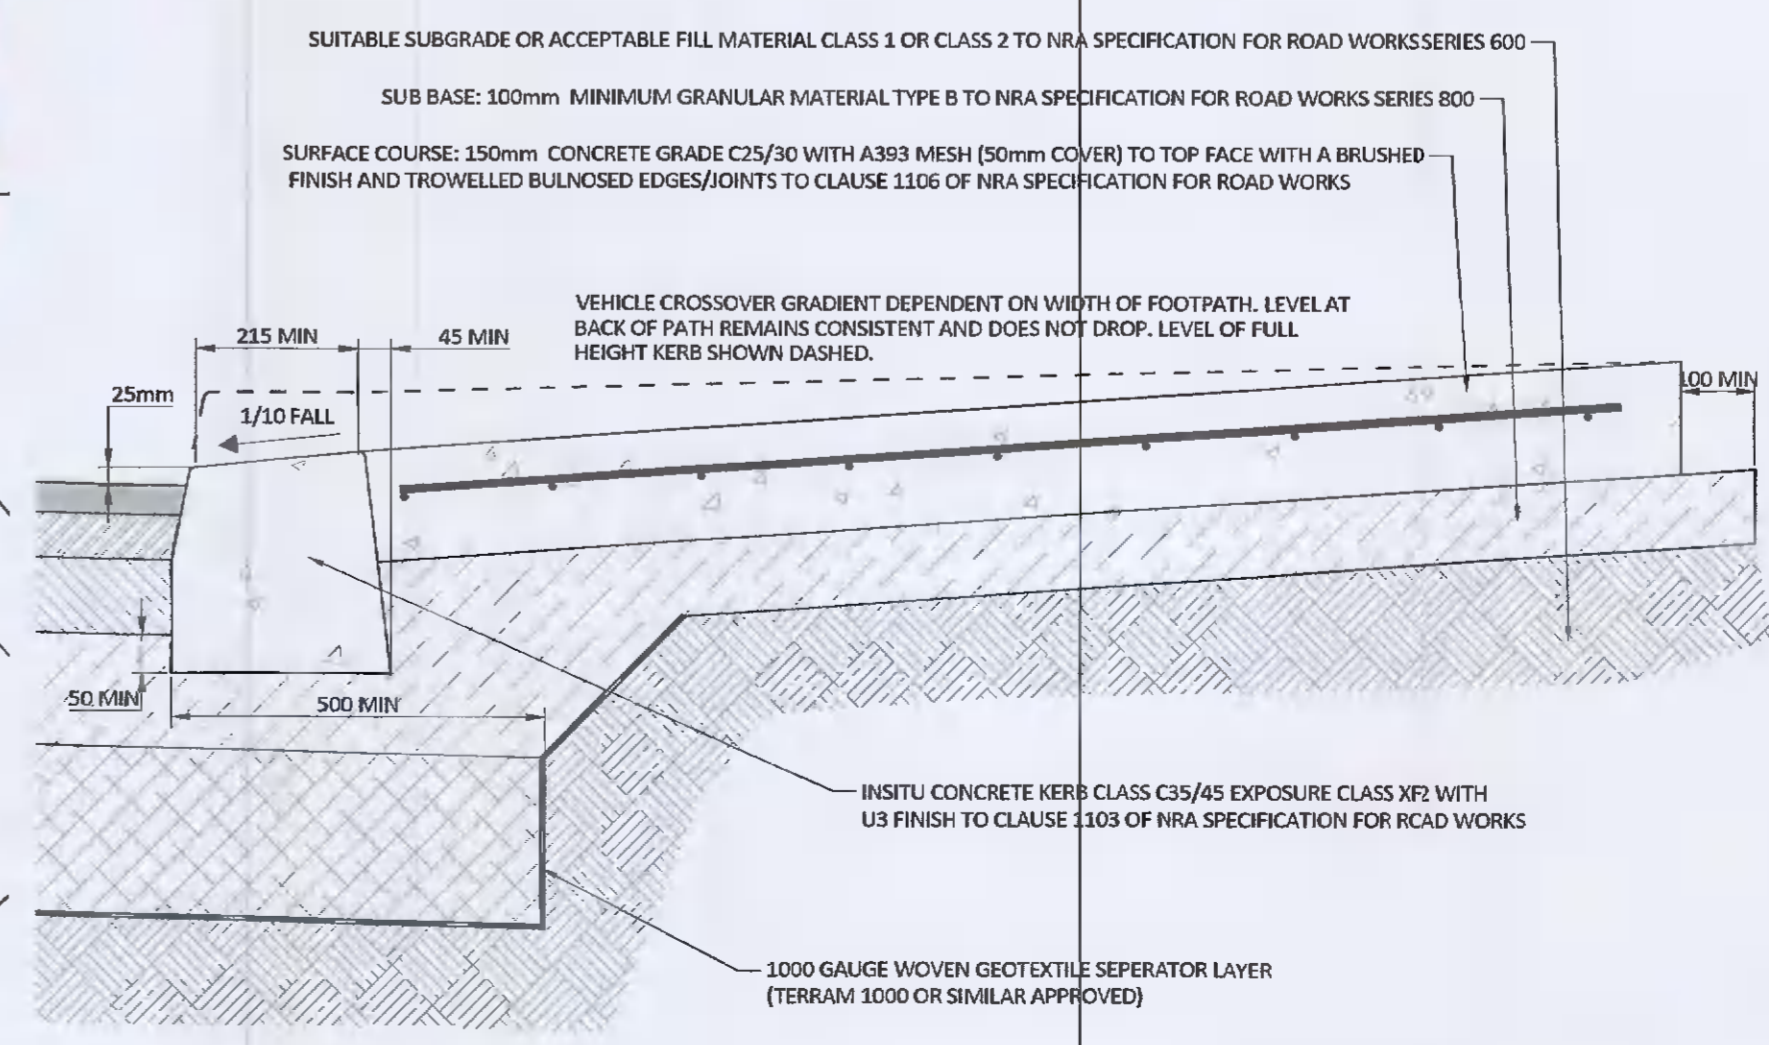 SUITABLE SUBGRADE OR ACCEPTABLE FILL MATERIAL CLASS 1 OR CLASS 2 TO NRA SPECIFICATION FOR ROAD WORKS SERIES 600
SUB BASE: 100mm MINIMUM GRANULAR MATERIAL TYPE B TO NRA SPECIFICATION FOR ROAD WORKS SERIES 800
SURFACE COURSE: 150mm CONCRETE GRADE C25/30 WITH A393 MESH (50mm COVER) TO TOP FACE WITH A BRUSHED
FINISH AND TROWELLED BULNOSED EDGES/JOINTS TO CLAUSE 1106 OF NRA SPECIFICATION FOR ROAD WORKS
VEHICLE CROSSOVER GRADIENT DEPENDENT ON WIDTH OF FOOTPATH. LEVEL AT
BACK OF PATH REMAINS CONSISTENT AND DOES NOT DROP. LEVEL OF FULL
HEIGHT KERB SHOWN DASHED.
215 MIN
45 MIN
25mm
1/10 FALL
100 MIN
50 MIN
500 MIN
INSITU CONCRETE KERB CLASS C35/45 EXPOSURE CLASS XF2 WITH
U3 FINISH TO CLAUSE 1103 OF NRA SPECIFICATION FOR ROAD WORKS
1000 GAUGE WOVEN GEOTEXTILE SEPERATOR LAYER
(TERRAM 1000 OR SIMILAR APPROVED)